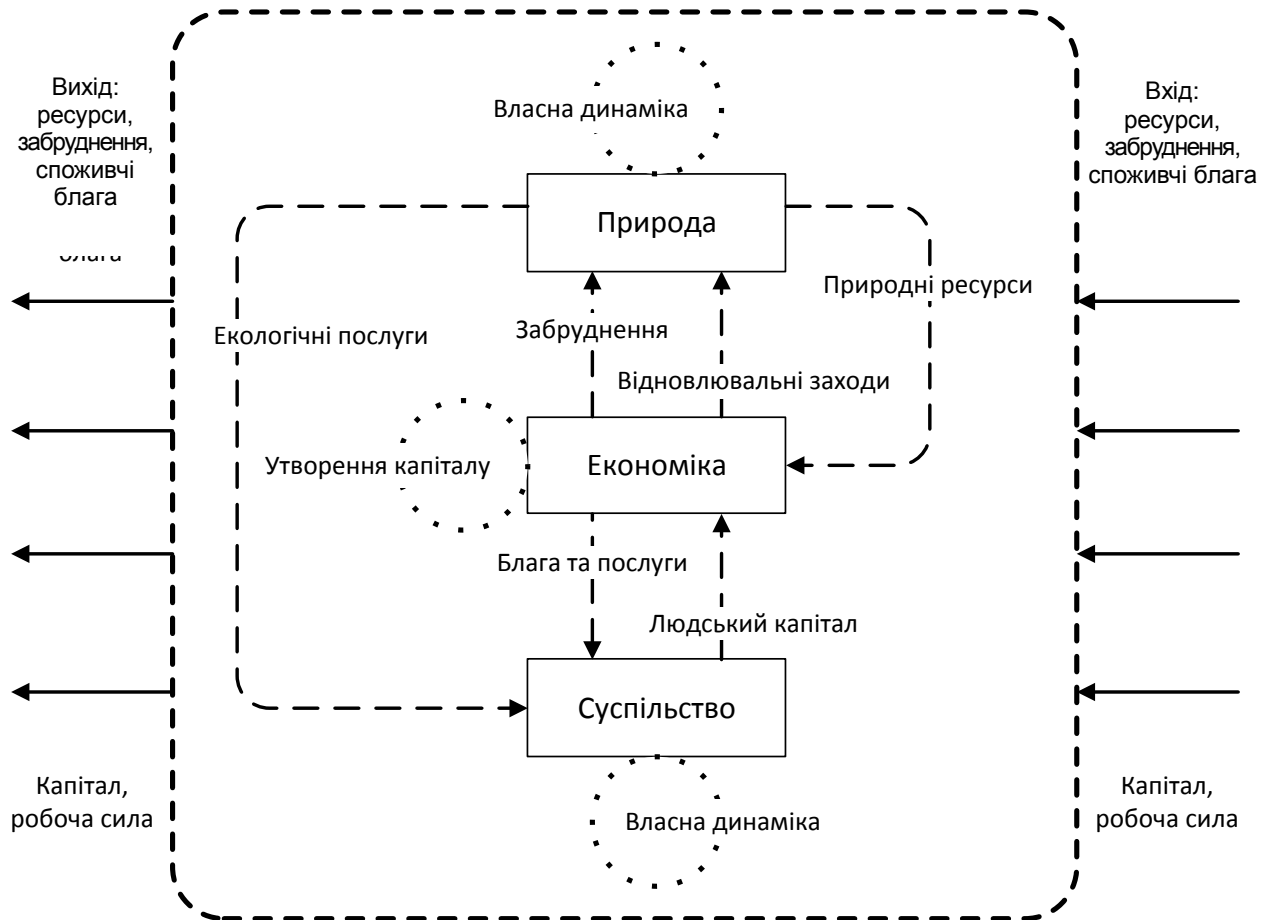 Вихід:
ресурси,
забруднення,
споживчі
блага
блага
Капітал,
робоча сила
Власна динаміка
Природа
Природні ресурси
Екологічні послуги
Забруднення
Відновлювальні заходи
Утворення капіталу
Економіка
Блага та послуги
Людський капітал
Суспільство
Власна динаміка
Вхід:
ресурси,
забруднення,
споживчі блага
Капітал,
робоча сила